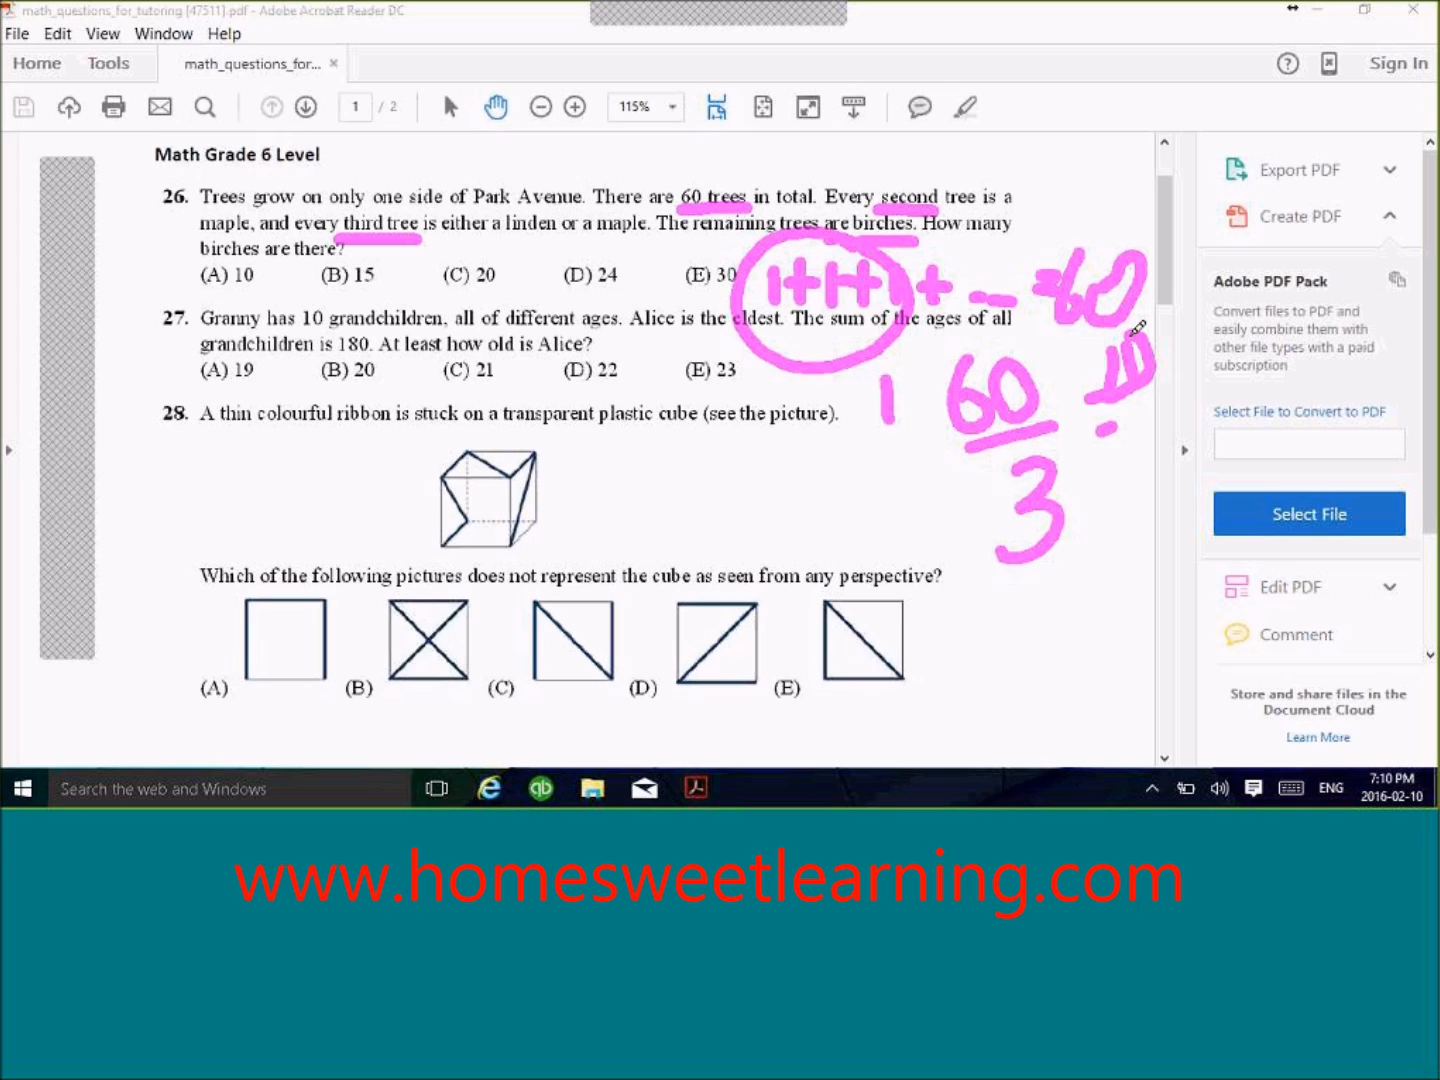 math_questions_for_tutoring [47511].pdf - Adobe Acrobat Reader DC
File Edit View Window Help
Home Tools math_questions_for... × Sign In
1 / 2 115%
Math Grade 6 Level
26. Trees grow on only one side of Park Avenue. There are 60 trees in total. Every second tree is a
maple, and every third tree is either a linden or a maple. The remaining trees are birches. How many
birches are there?
(A) 10 (B) 15 (C) 20 (D) 24 (E) 30
1+1+1+ ... =60
27. Granny has 10 grandchildren, all of different ages. Alice is the eldest. The sum of the ages of all
grandchildren is 180. At least how old is Alice?
(A) 19 (B) 20 (C) 21 (D) 22 (E) 23
1 60
3
28. A thin colourful ribbon is stuck on a transparent plastic cube (see the picture).
Which of the following pictures does not represent the cube as seen from any perspective?
(A) (B) (C) (D) (E)
Export PDF
Create PDF
Adobe PDF Pack
Convert files to PDF and
easily combine them with
other file types with a paid
subscription
Select File to Convert to PDF
Select File
Edit PDF
Comment
Store and share files in the
Document Cloud
Learn More
Search the web and Windows
ENG
7:10 PM
2016-02-10
www.homesweetlearning.com